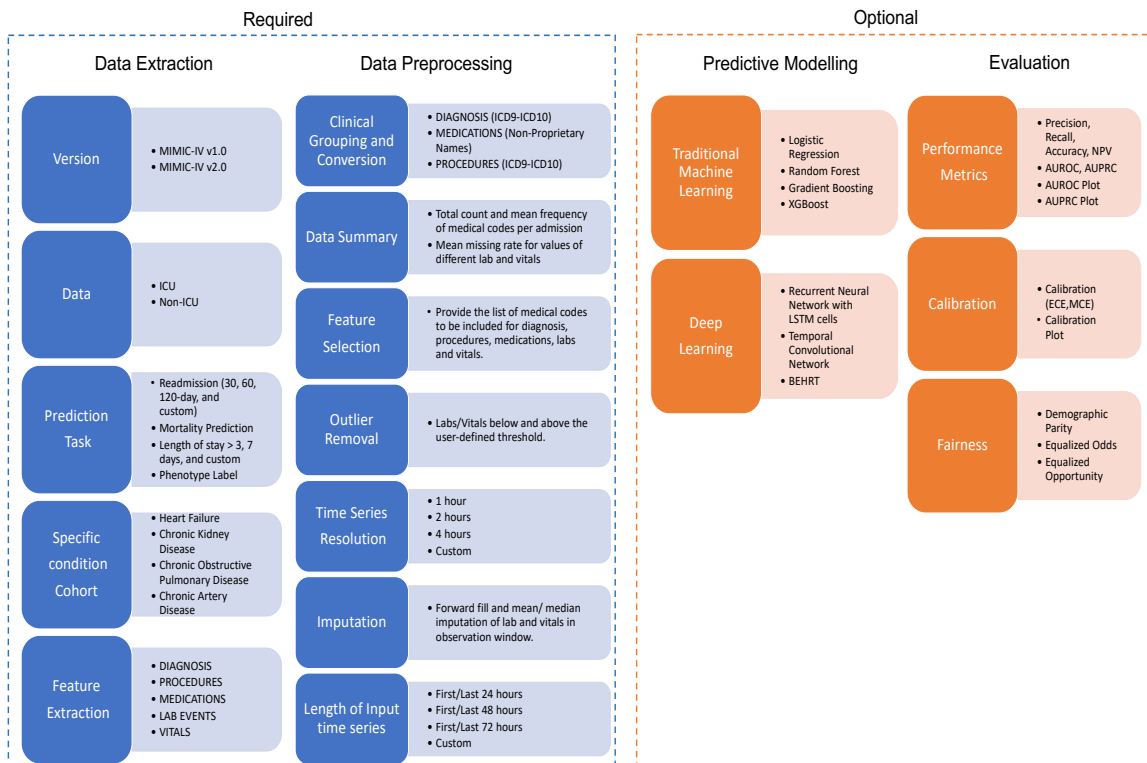 Required
Data Extraction
Version
• MIMIC-IV v1.0
• MIMIC-IV v2.0
Data
• ICU
• Non-ICU
Prediction
Task
• Readmission (30, 60,
120-day, and
custom)
• Mortality Prediction
• Length of stay > 3, 7
days, and custom
• Phenotype Label
Specific
condition
Cohort
• Heart Failure
• Chronic Kidney
Disease
• Chronic Obstructive
Pulmonary Disease
• Chronic Artery
Disease
Feature
Extraction
• DIAGNOSIS
• PROCEDURES
• MEDICATIONS
• LAB EVENTS
• VITALS
Data Preprocessing
Clinical
Grouping and
Conversion
• DIAGNOSIS (ICD9-ICD10)
• MEDICATIONS (Non-Proprietary
Names)
• PROCEDURES (ICD9-ICD10)
Data Summary
• Total count and mean frequency
of medical codes per admission
• Mean missing rate for values of
different lab and vitals
Feature
Selection
• Provide the list of medical codes
to be included for diagnosis,
procedures, medications, labs
and vitals.
Outlier
Removal
• Labs/Vitals below and above the
user-defined threshold.
Time Series
Resolution
• 1 hour
• 2 hours
• 4 hours
• Custom
Imputation
• Forward fill and mean/ median
imputation of lab and vitals in
observation window.
Length of Input
time series
• First/Last 24 hours
• First/Last 48 hours
• First/Last 72 hours
• Custom
Optional
Predictive Modelling
Traditional
Machine
Learning
• Logistic
Regression
• Random Forest
• Gradient Boosting
• XGBoost
Deep
Learning
• Recurrent Neural
Network with
LSTM cells
• Temporal
Convolutional
Network
• BEHRT
Evaluation
Performance
Metrics
• Precision,
Recall,
Accuracy, NPV
• AUROC, AUPRC
• AUROC Plot
• AUPRC Plot
Calibration
• Calibration
(ECE,MCE)
• Calibration
Plot
Fairness
• Demographic
Parity
• Equalized Odds
• Equalized
Opportunity